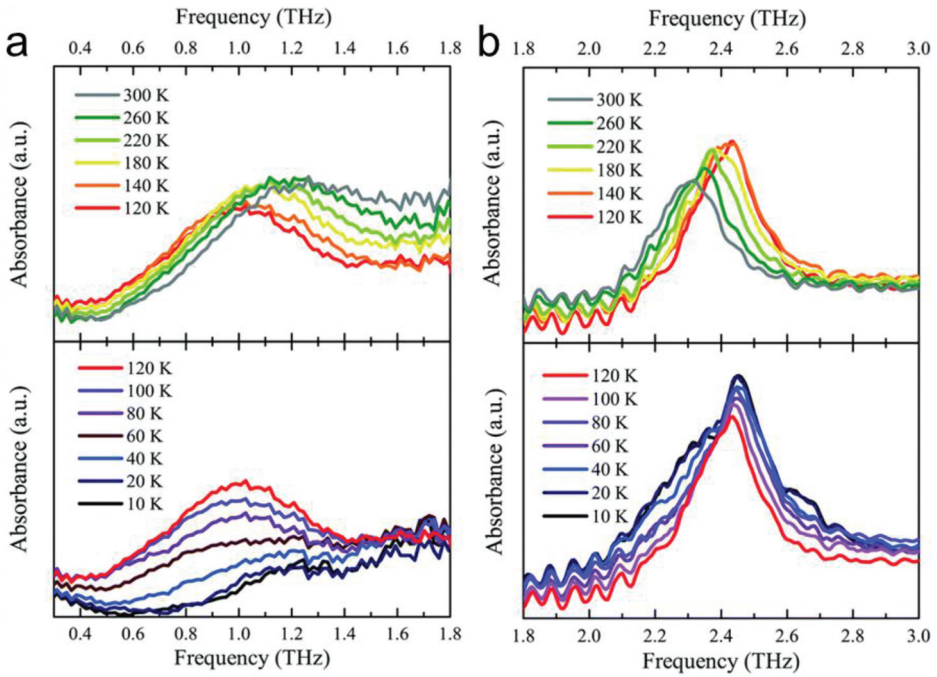 a
Frequency (THz)
0.4 0.6 0.8 1.0 1.2 1.4 1.6 1.8
Absorbance (a.u.)
300 K
260 K
220 K
180 K
140 K
120 K
Absorbance (a.u.)
120 K
100 K
80 K
60 K
40 K
20 K
10 K
0.4 0.6 0.8 1.0 1.2 1.4 1.6 1.8
Frequency (THz)
b
Frequency (THz)
1.8 2.0 2.2 2.4 2.6 2.8 3.0
Absorbance (a.u.)
300 K
260 K
220 K
180 K
140 K
120 K
Absorbance (a.u.)
120 K
100 K
80 K
60 K
40 K
20 K
10 K
1.8 2.0 2.2 2.4 2.6 2.8 3.0
Frequency (THz)